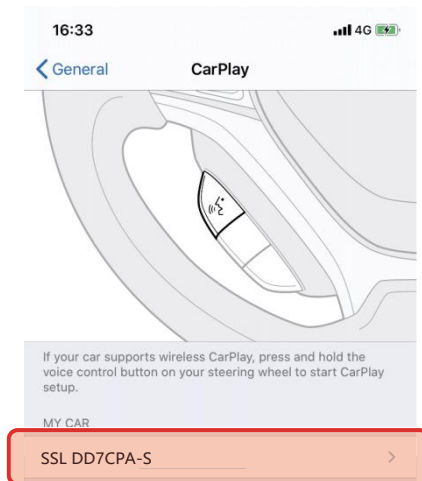 16:33
4G
General
CarPlay
If your car supports wireless CarPlay, press and hold the
voice control button on your steering wheel to start CarPlay
setup.
MY CAR
SSL DD7CPA-S